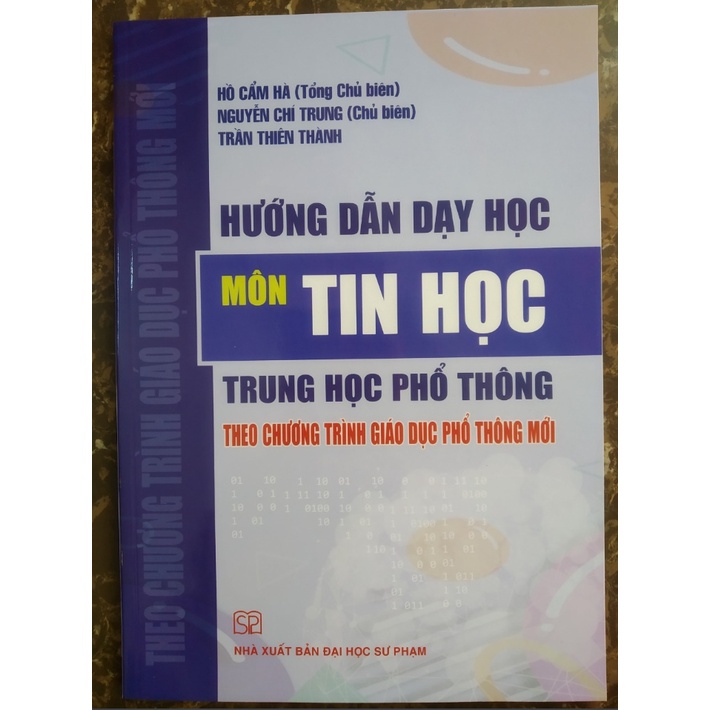 HỒ CẨM HÀ (Tổng Chủ biên)
NGUYỄN CHÍ TRUNG (Chủ biên)
TRẦN THIÊN THÀNH
HƯỚNG DẪN DẠY HỌC
MÔN TIN HỌC
TRUNG HỌC PHỔ THÔNG
THEO CHƯƠNG TRÌNH GIÁO DỤC PHỔ THÔNG MỚI
SP
NHÀ XUẤT BẢN ĐẠI HỌC SƯ PHẠM
THEO CHƯƠNG TRÌNH GIÁO DỤC PHỔ THÔNG MỚI